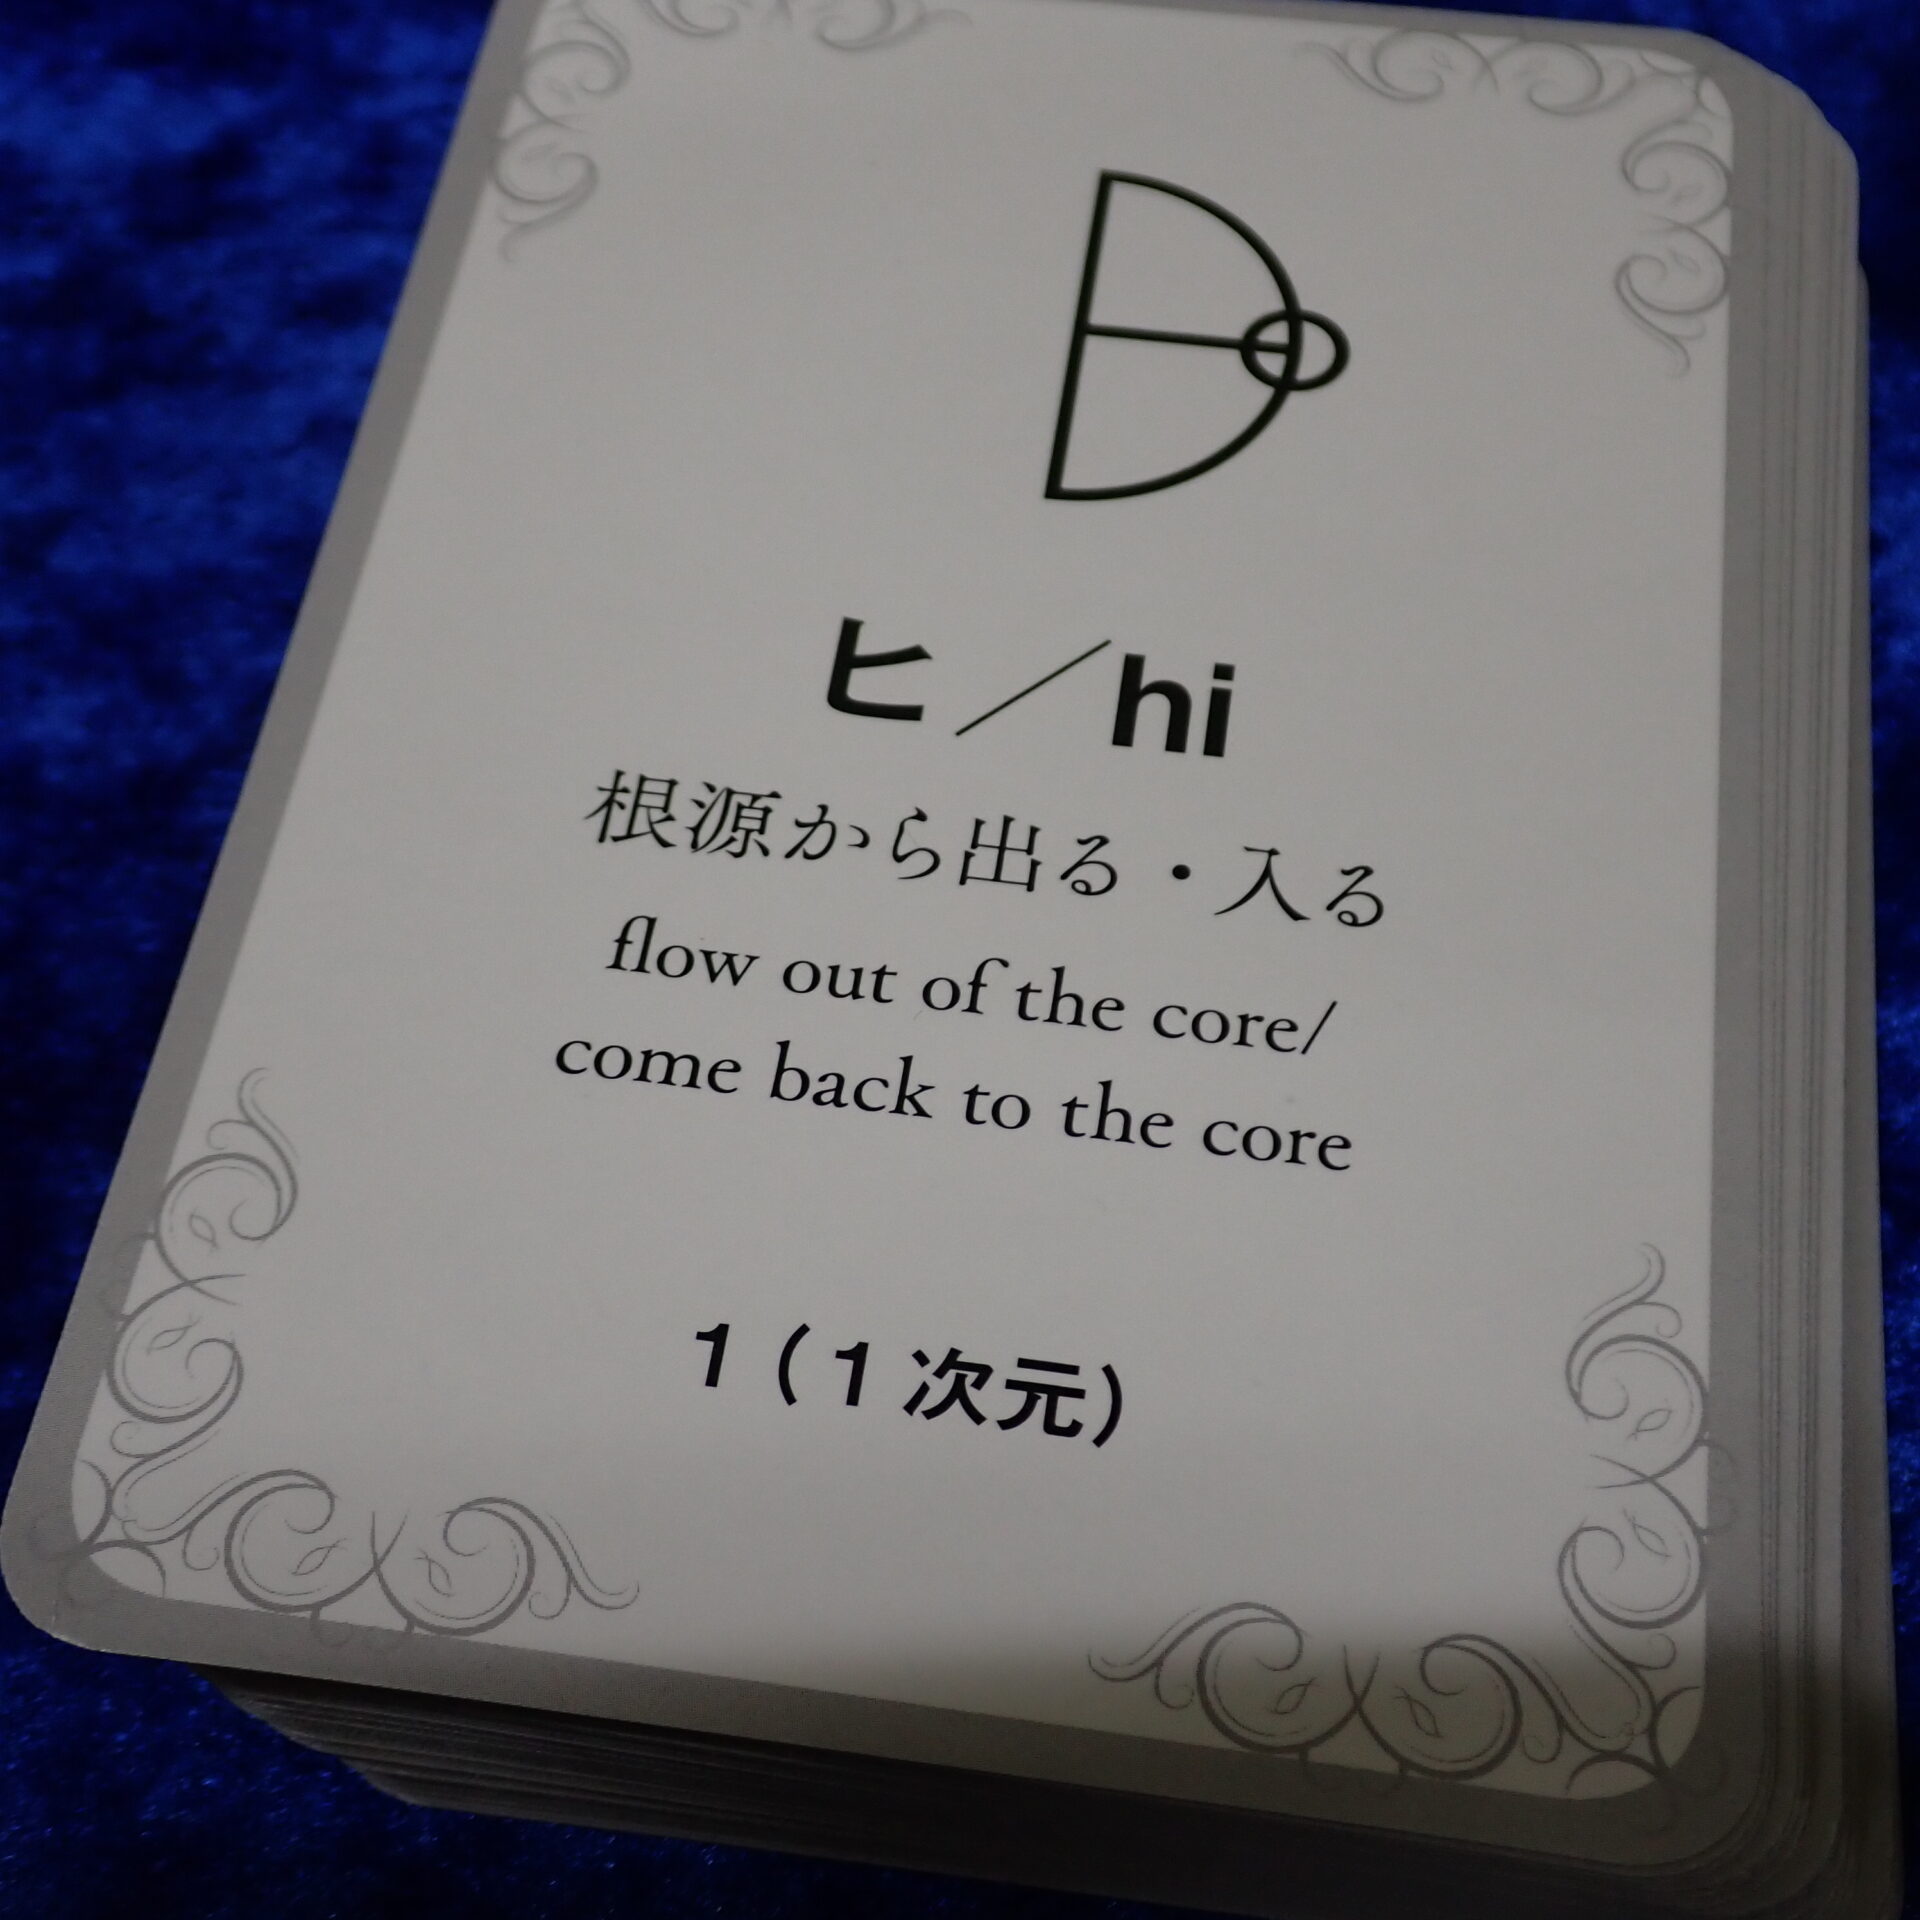 ヒ／hi
根源から出る・入る
flow out of the core/
come back to the core
1（1次元）